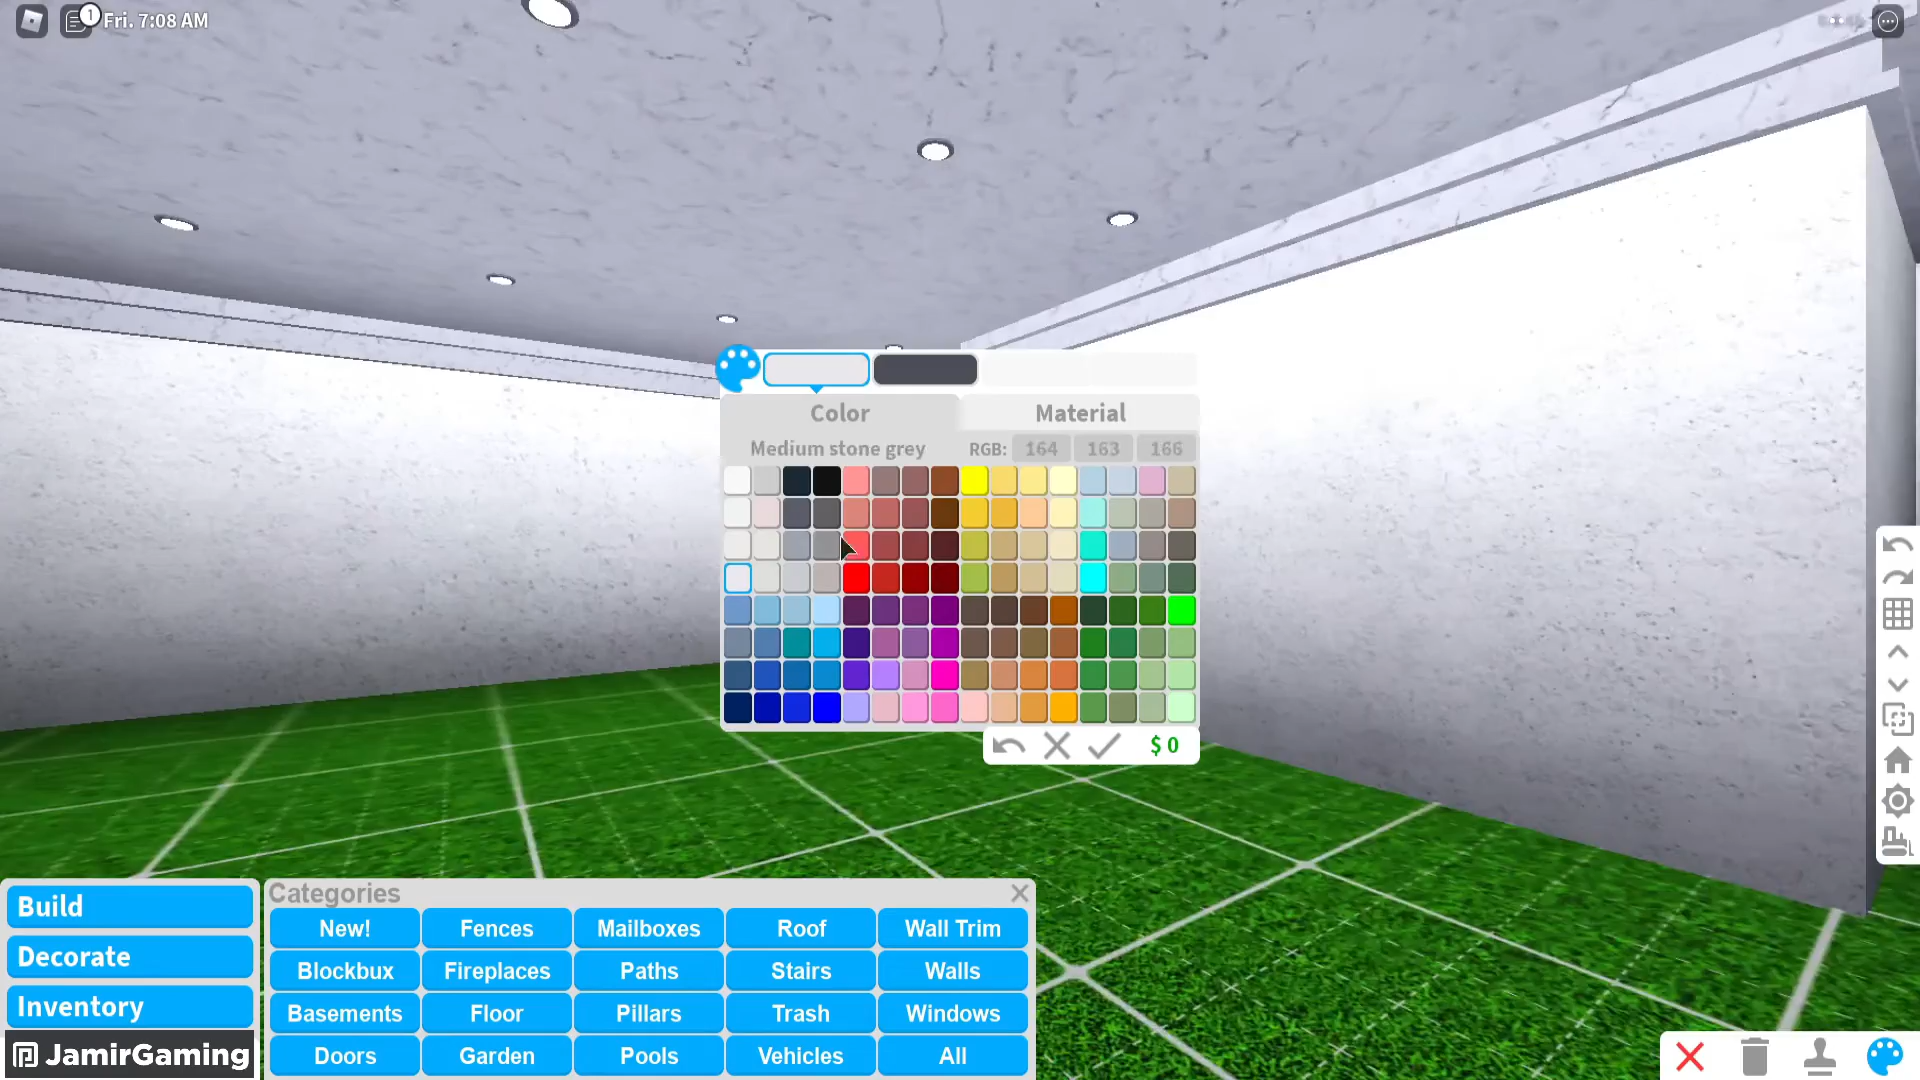 1
Fri. 7:08 AM
Color
Material
Medium stone grey
RGB: 164 163 166
$ 0
Build
Decorate
Inventory
JamirGaming
Categories
New! Fences Mailboxes Roof Wall Trim
Blockbux Fireplaces Paths Stairs Walls
Basements Floor Pillars Trash Windows
Doors Garden Pools Vehicles All